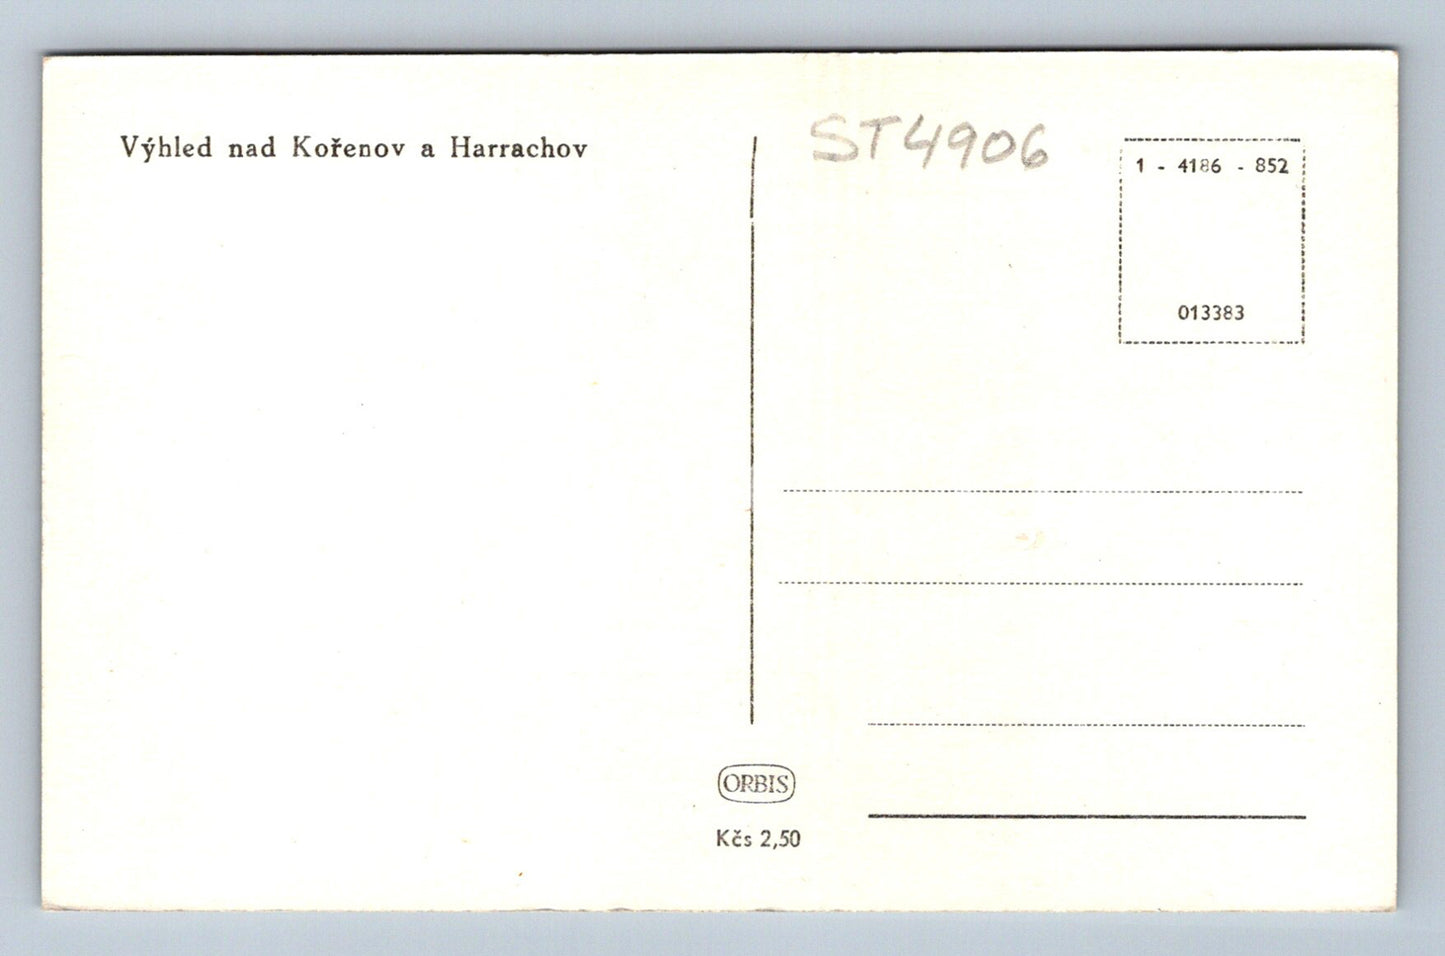 Výhled nad Kořenov a Harrachov
ST4906
1 - 4186 - 852
013383
ORBIS
Kčs 2,50